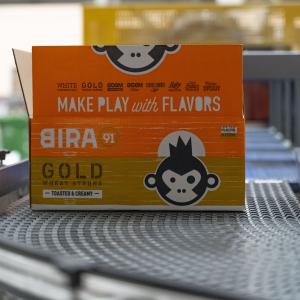 WHITE GOLD BOOM BOOM
MAKE PLAY with FLAVORS
BIRA 91
GOLD
WHEAT STRONG
TOASTED & CREAMY